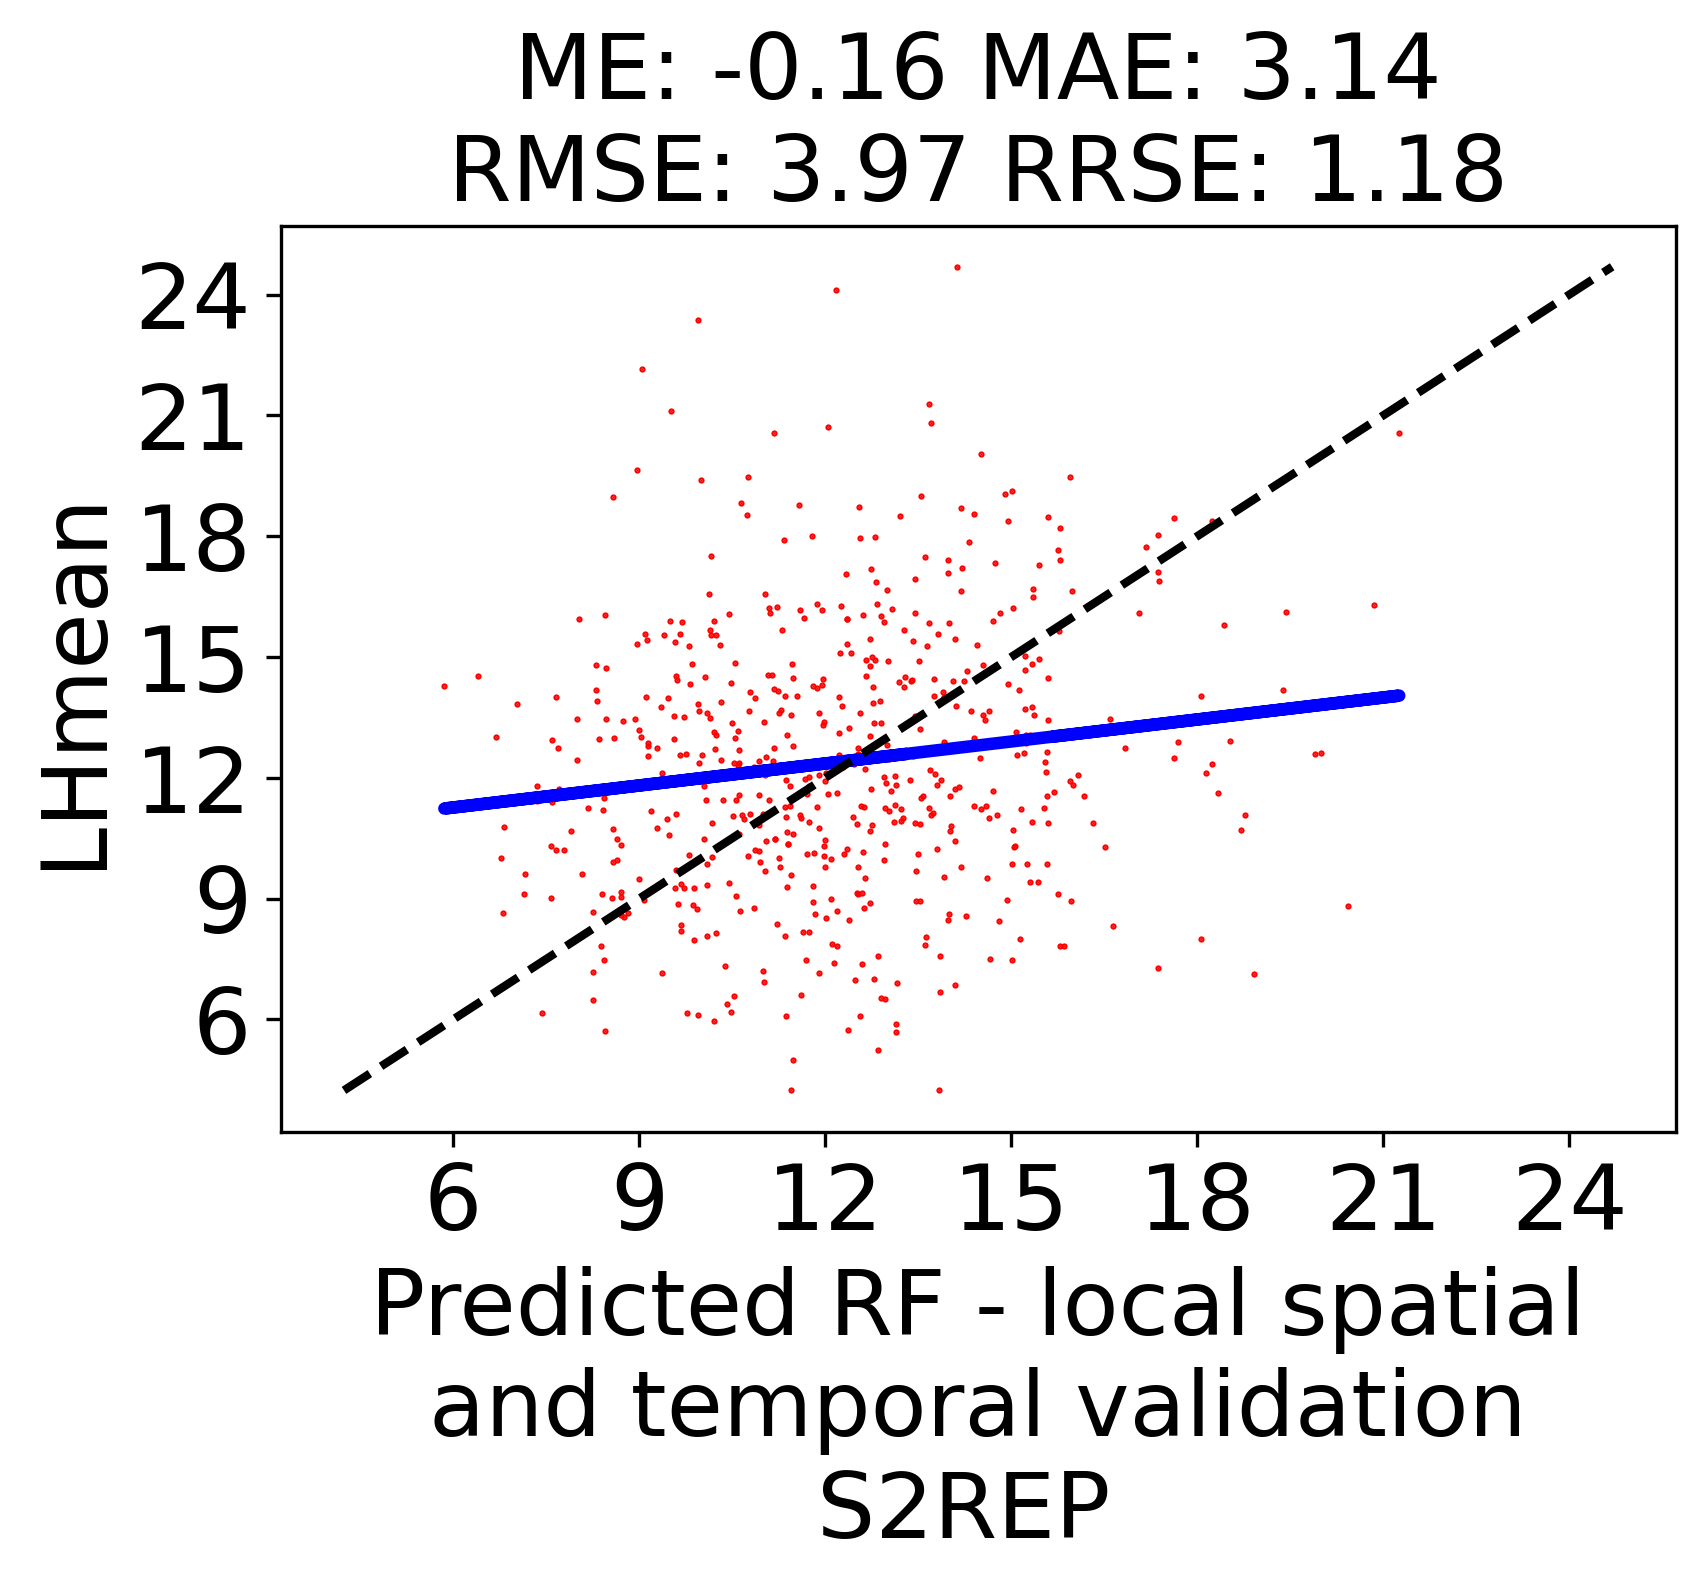 ME: -0.16 MAE: 3.14
RMSE: 3.97 RRSE: 1.18
24
21
18
15
12
9
6
LHmean
6 9 12 15 18 21 24
Predicted RF - local spatial
and temporal validation
S2REP